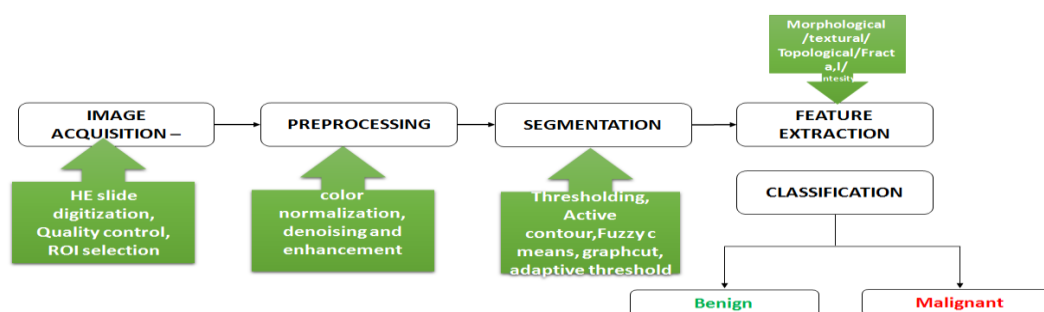 Morphological
/textural/
Topological/Fract
a,l/
ntesity
IMAGE
ACQUISITION –
PREPROCESSING
SEGMENTATION
FEATURE
EXTRACTION
HE slide
digitization,
Quality control,
ROI selection
color
normalization,
denoising and
enhancement
Thresholding,
Active
contour,Fuzzy c
means, graphcut,
adaptive threshold
CLASSIFICATION
Benign
Malignant